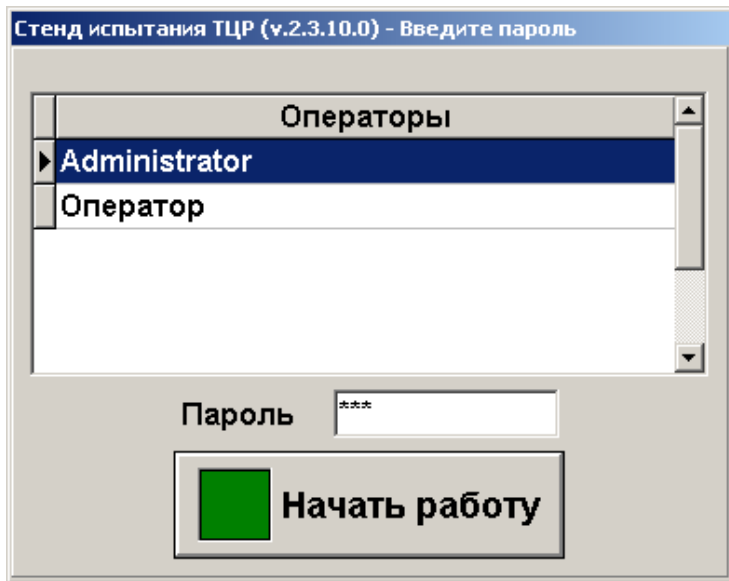 Стенд испытания ТЦР (v.2.3.10.0) - Введите пароль
Операторы
Administrator
Оператор
Пароль ***
Начать работу